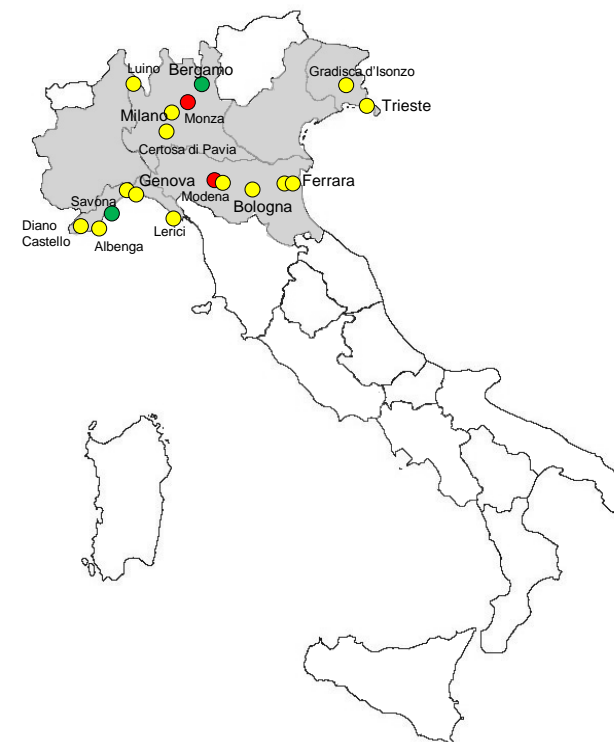 Luino
Bergamo
Gradisca d'Isonzo
Milano
Monza
Trieste
Certosa di Pavia
Genova
Savona
Modena
Ferrara
Bologna
Diano
Castello
Albenga
Lerici